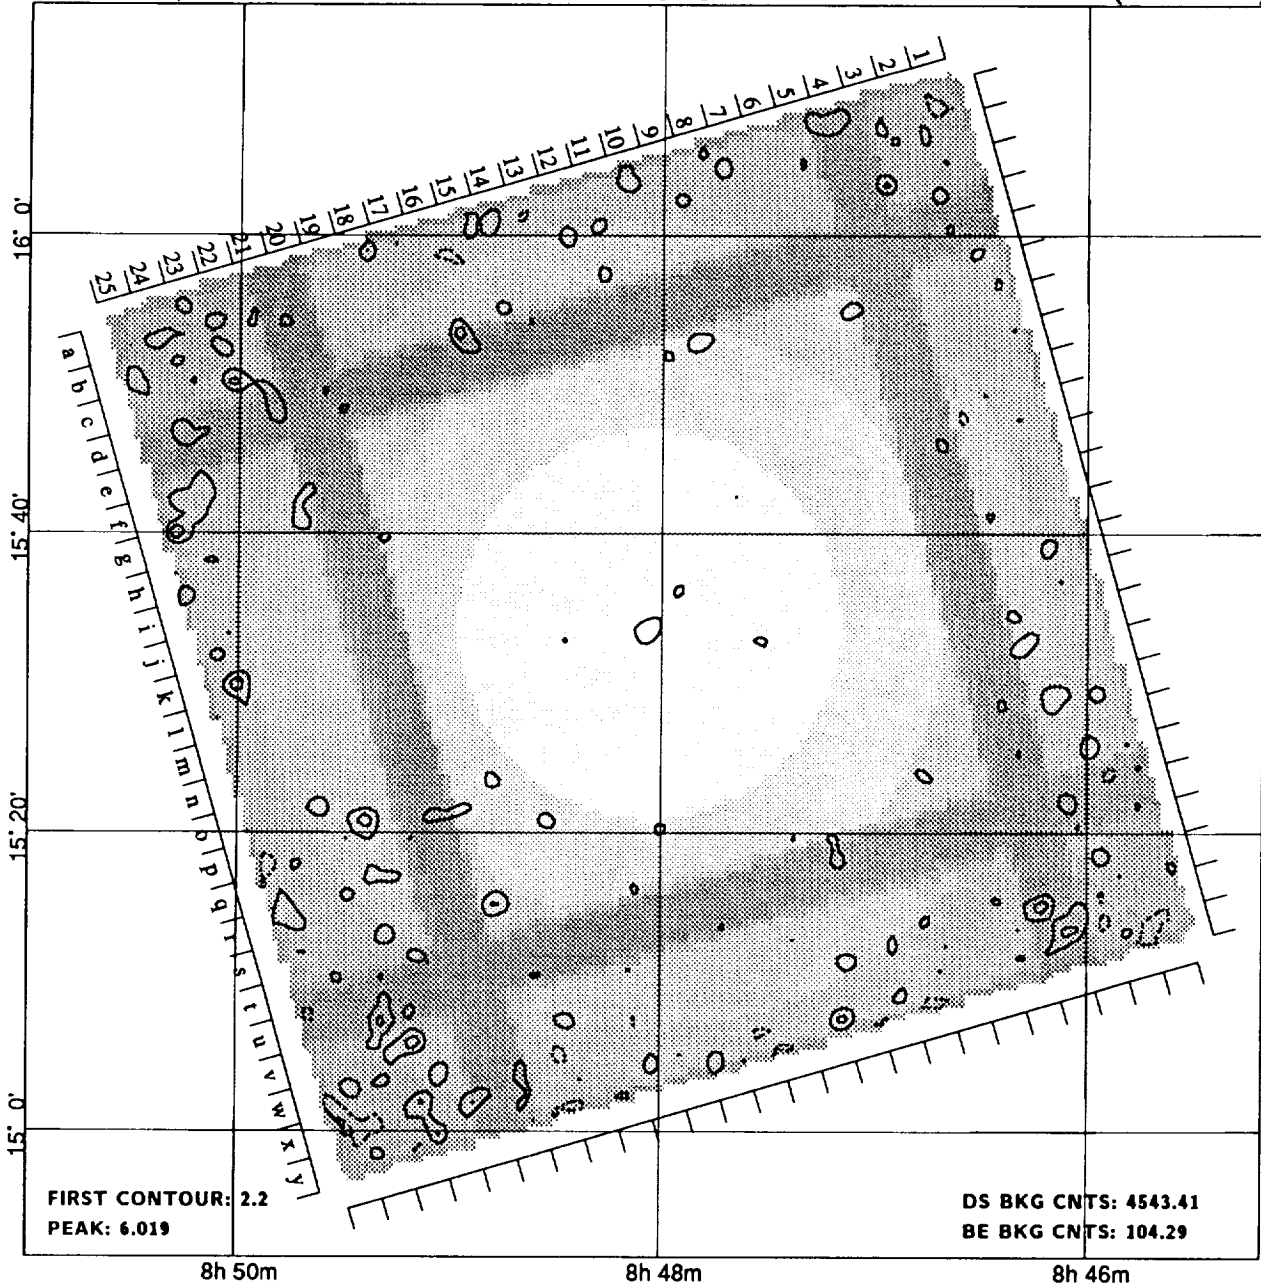 1 2 3 4 5 6 7 8 9 10 11 12 13 14 15 16 17 18 19 20 21 22 23 24 25
a b c d e f g h i j k l m n o p q r s t u v w x y
16° 0'
15° 40'
15° 20'
15° 0'
FIRST CONTOUR: 2.2
PEAK: 6.019
DS BKG CNTS: 4543.41
BE BKG CNTS: 104.29
8h 50m
8h 48m
8h 46m